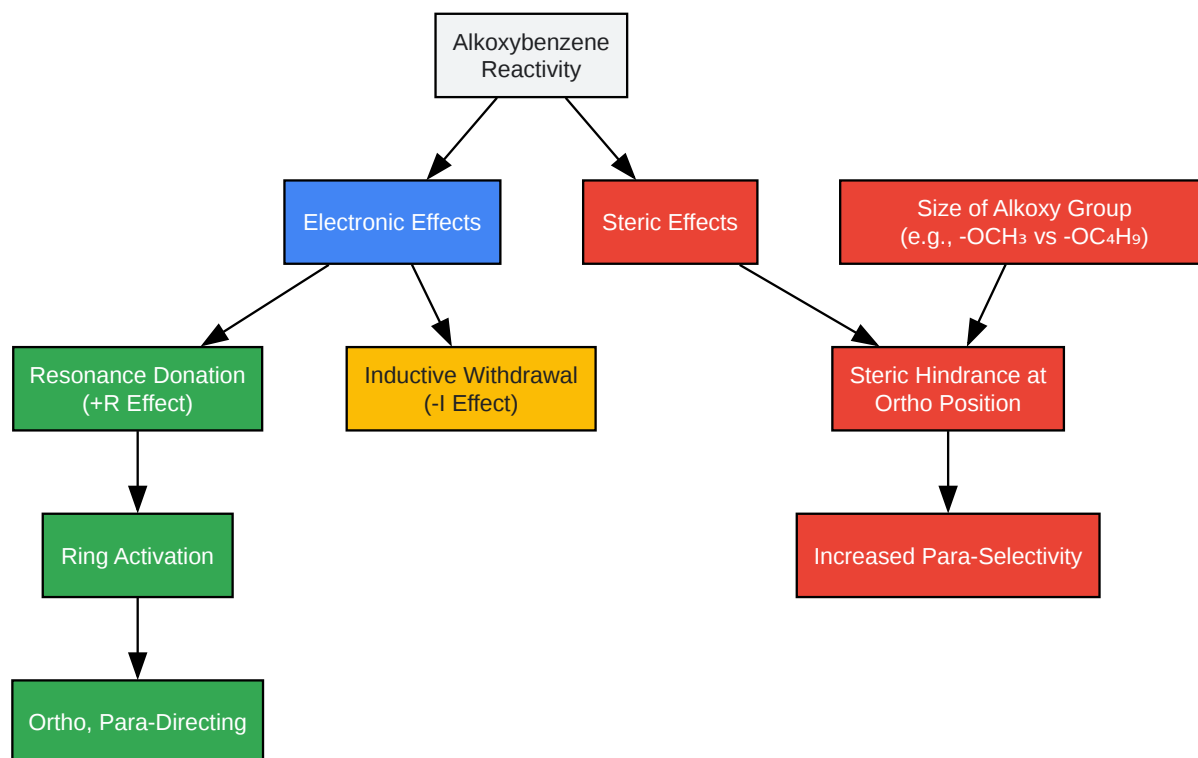 Alkoxybenzene
Reactivity
Electronic Effects
Steric Effects
Size of Alkoxy Group
(e.g., -OCH₃ vs -OC₄H₉)
Resonance Donation
(+R Effect)
Inductive Withdrawal
(-I Effect)
Steric Hindrance at
Ortho Position
Ring Activation
Increased Para-Selectivity
Ortho, Para-Directing